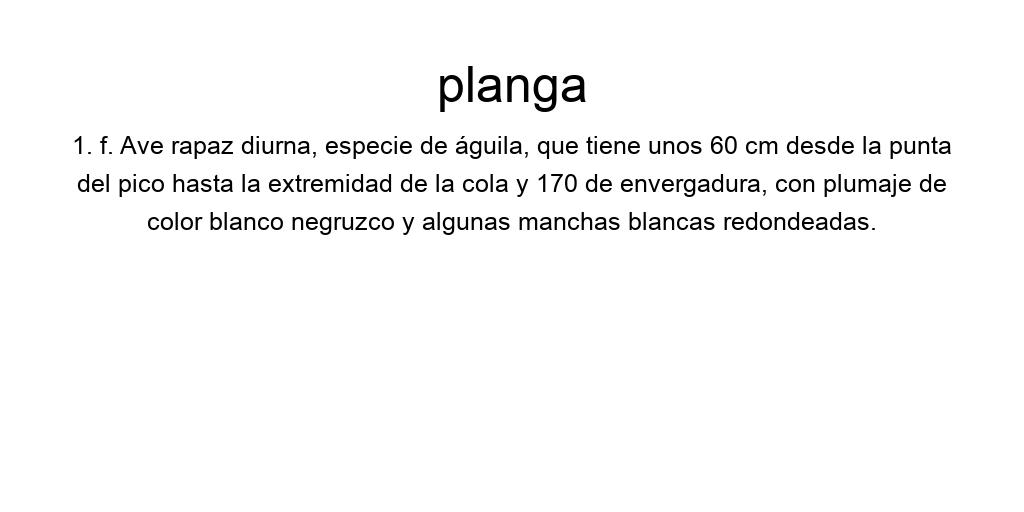 planga
1. f. Ave rapaz diurna, especie de águila, que tiene unos 60 cm desde la punta
del pico hasta la extremidad de la cola y 170 de envergadura, con plumaje de
color blanco negruzco y algunas manchas blancas redondeadas.